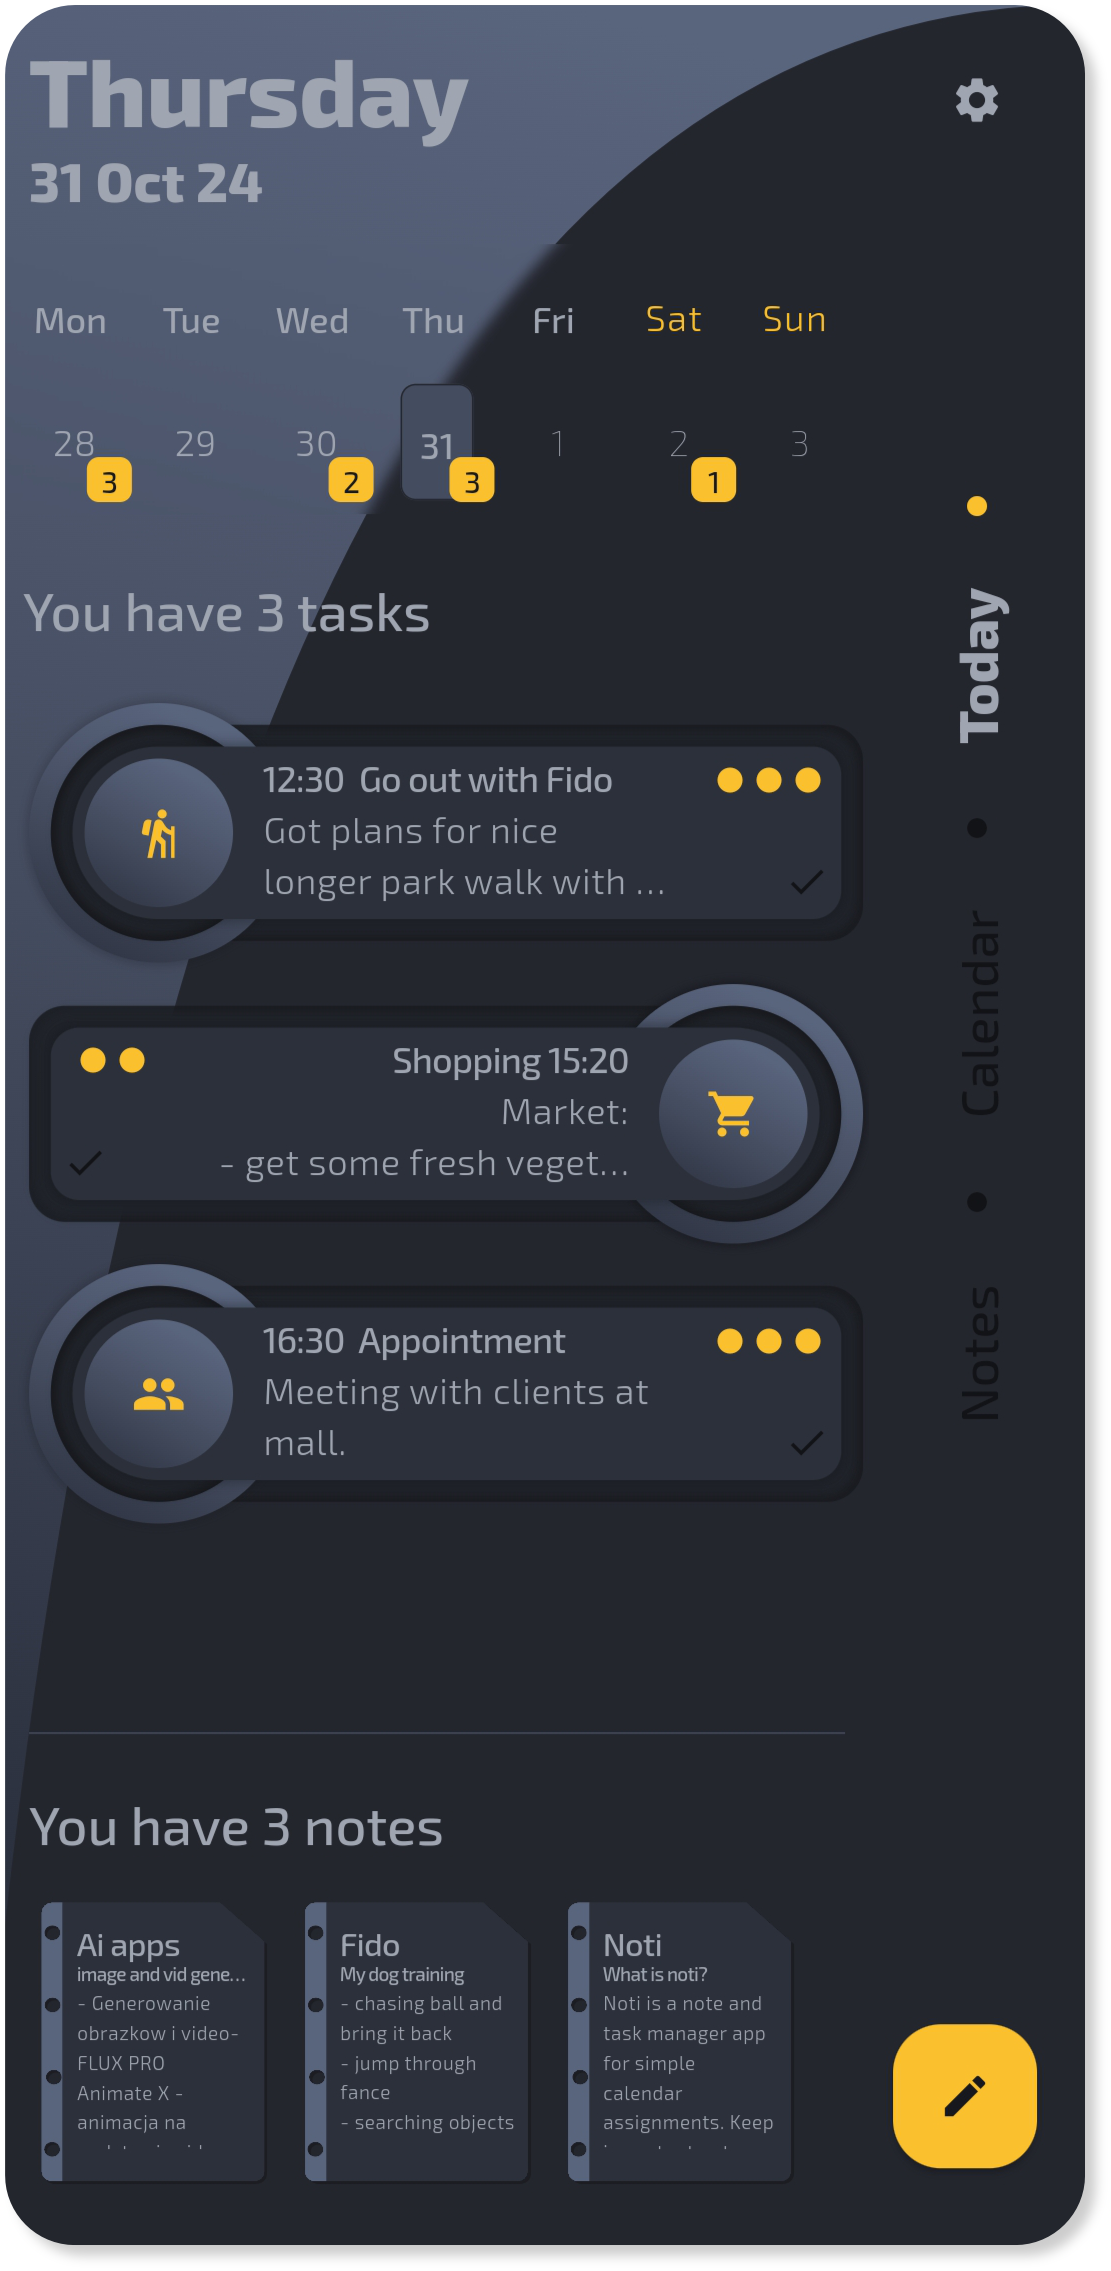 Thursday
31 Oct 24
Mon Tue Wed Thu Fri Sat Sun
28 29 30 31 1 2 3
3 2 3 1
You have 3 tasks
12:30 Go out with Fido
Got plans for nice
longer park walk with ...
Shopping 15:20
Market:
- get some fresh veget...
16:30 Appointment
Meeting with clients at
mall.
Today
Calendar
Notes
You have 3 notes
Ai apps
image and vid gene...
- Generowanie
obrazkow i video-
FLUX PRO
Animate X -
animacja na
Fido
My dog training
- chasing ball and
bring it back
- jump through
fance
- searching objects
Noti
What is noti?
Noti is a note and
task manager app
for simple
calendar
assignments. Keep